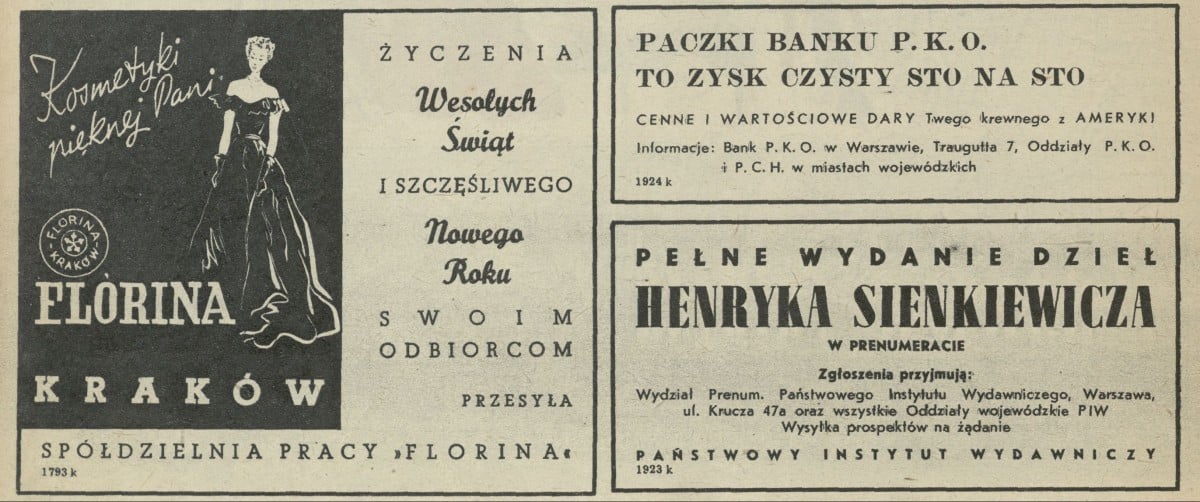 Kosmetyki
pięknej Pani
FLORINA
KRAKÓW
FLORINA
KRAKÓW
ŻYCZENIA
Wesołych
Świąt
I SZCZĘŚLIWEGO
Nowego
Roku
SWOIM
ODBIORCOM
PRZESYŁA
SPÓŁDZIELNIA PRACY »FLORINA«
1793 k
PACZKI BANKU P.K.O.
TO ZYSK CZYSTY STO NA STO
CENNE I WARTOŚCIOWE DARY Twego krewnego z AMERYKI
Informacje: Bank P.K.O. w Warszawie, Traugutta 7, Oddziały P.K.O.
i P.C.H. w miastach wojewódzkich
1924 k
PEŁNE WYDANIE DZIEŁ
HENRYKA SIENKIEWICZA
W PRENUMERACIE
Zgłoszenia przyjmują:
Wydział Prenum. Państwowego Instytutu Wydawniczego, Warszawa,
ul. Krucza 47a oraz wszystkie Oddziały wojewódzkie PIW
Wysyłka prospektów na żądanie
PAŃSTWOWY INSTYTUT WYDAWNICZY
1923 k